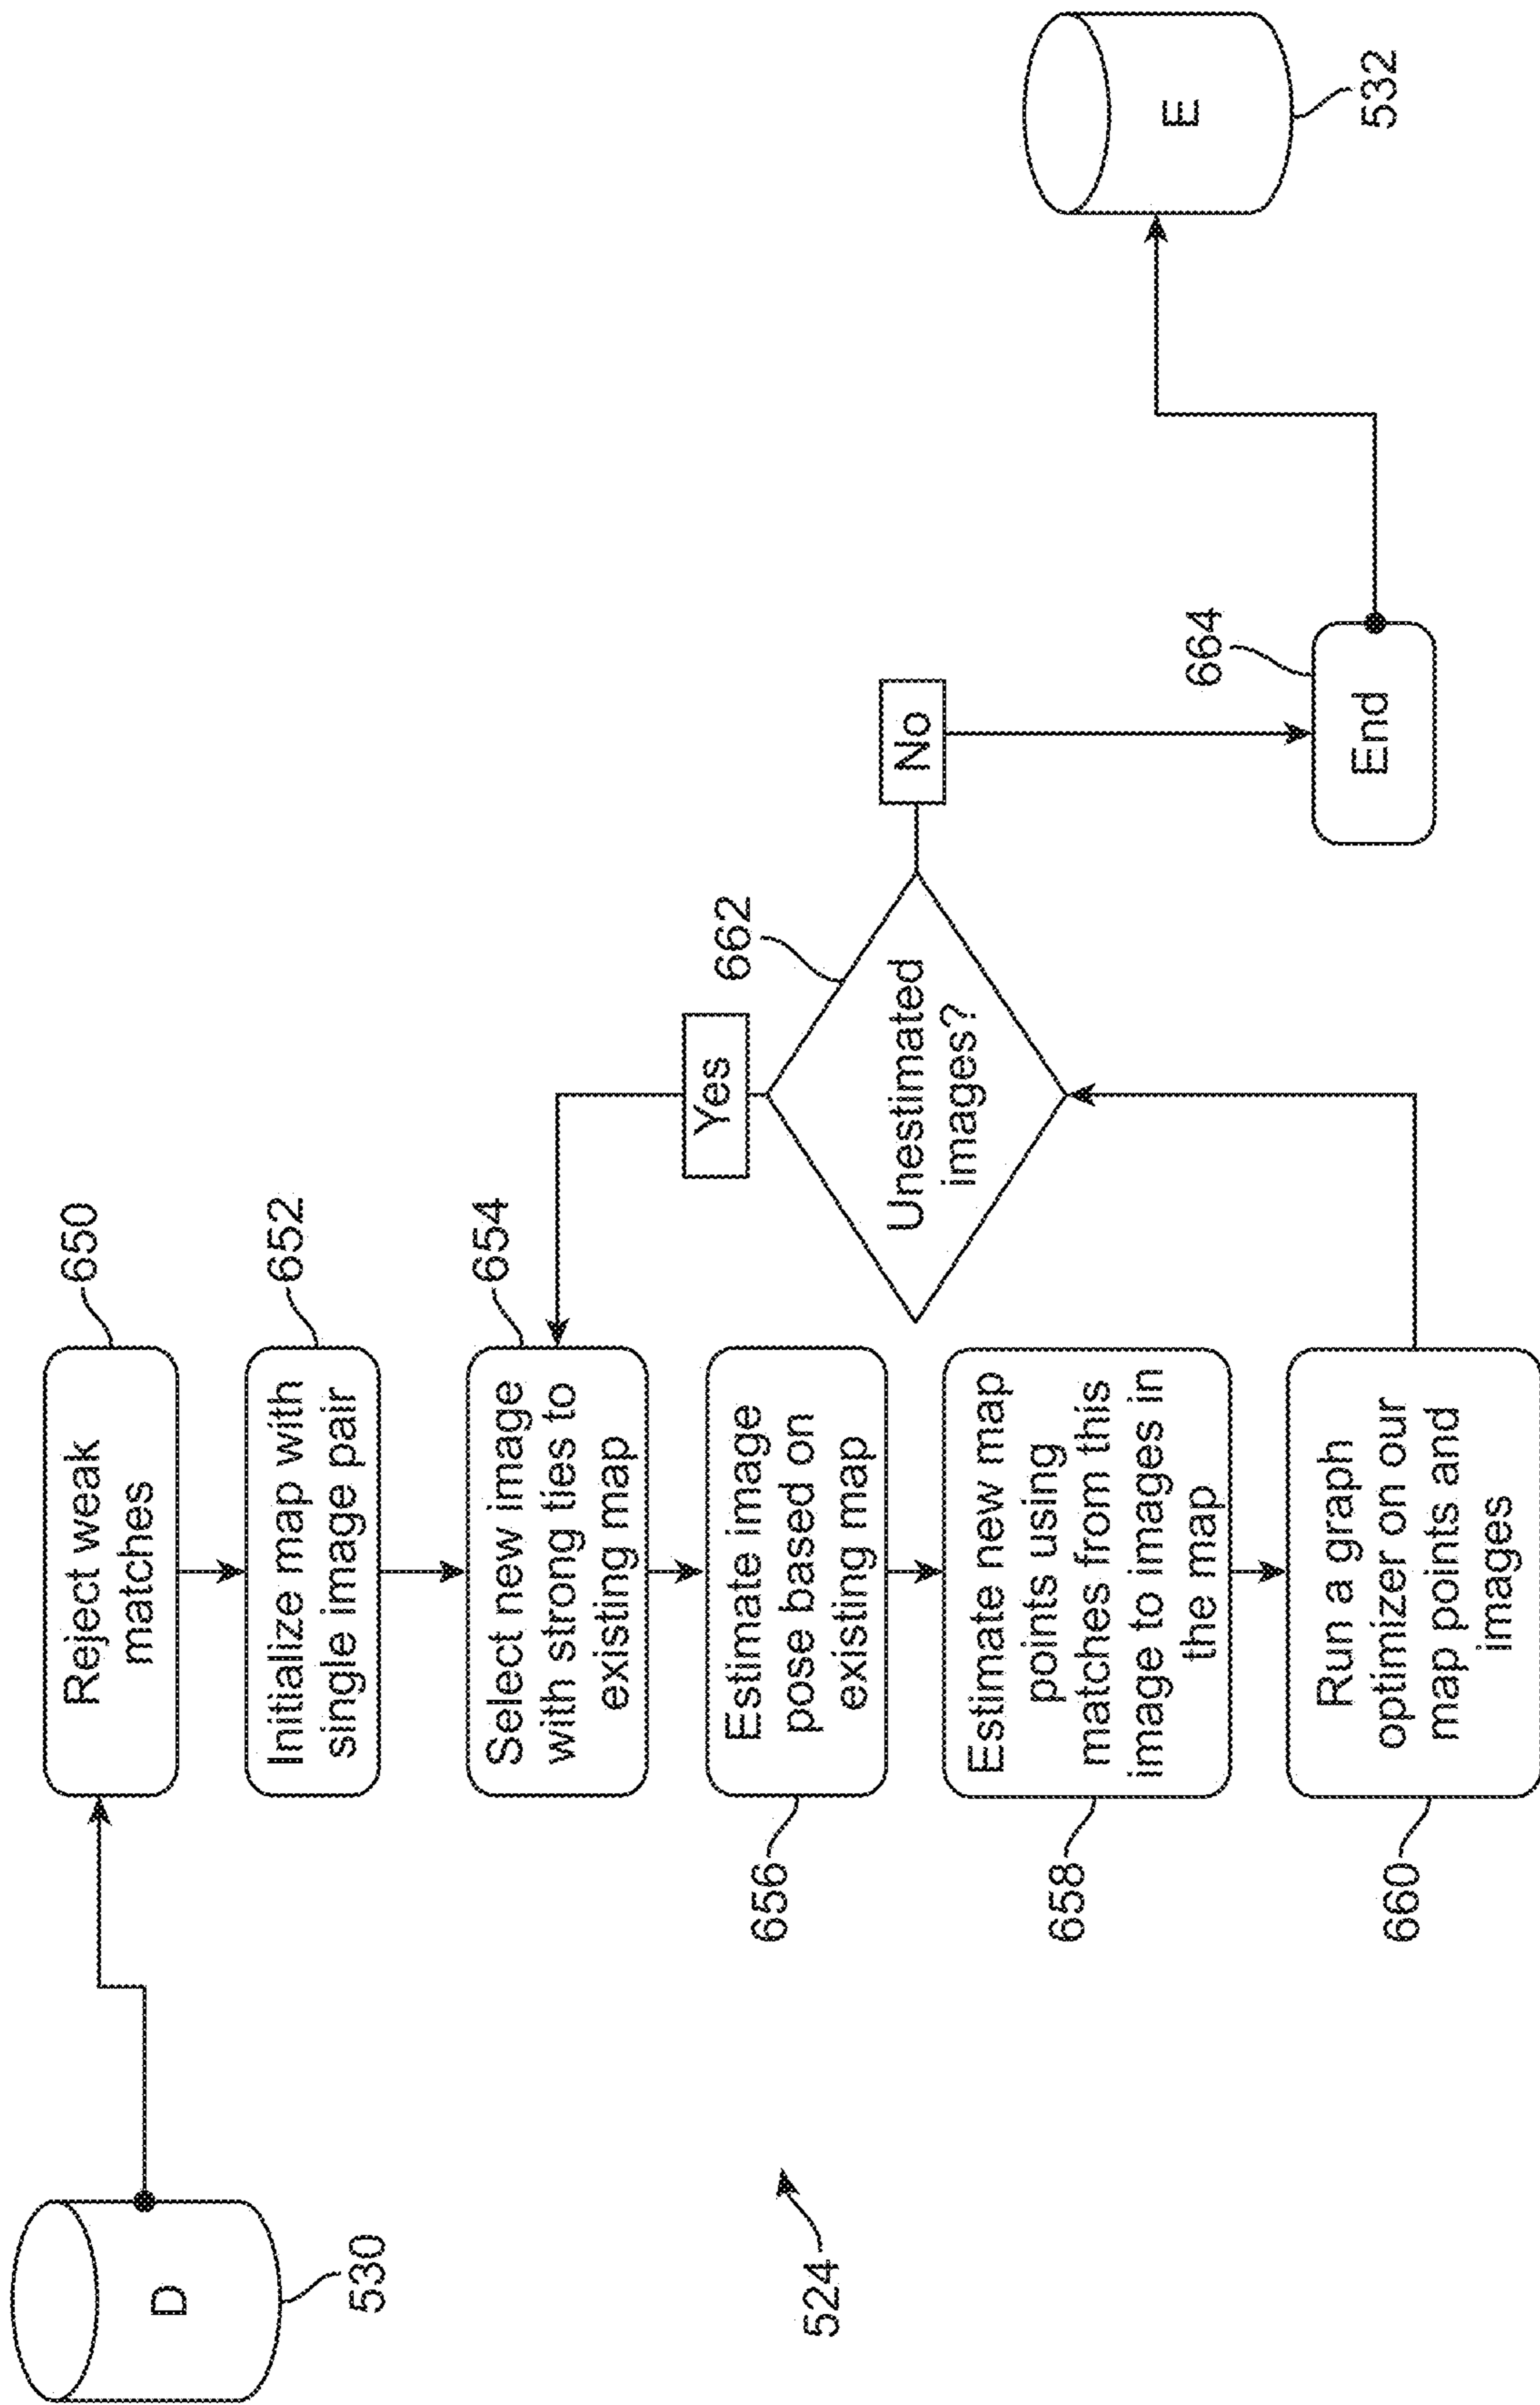 D
530
524
Reject weak
matches
650
Initialize map with
single image pair
652
Select new image
with strong ties to
existing map
654
Estimate image
pose based on
existing map
656
Estimate new map
points using
matches from this
image to images in
the map
658
Run a graph
optimizer on our
map points and
images
660
Yes
Unestimated
images?
662
No
End
664
E
532